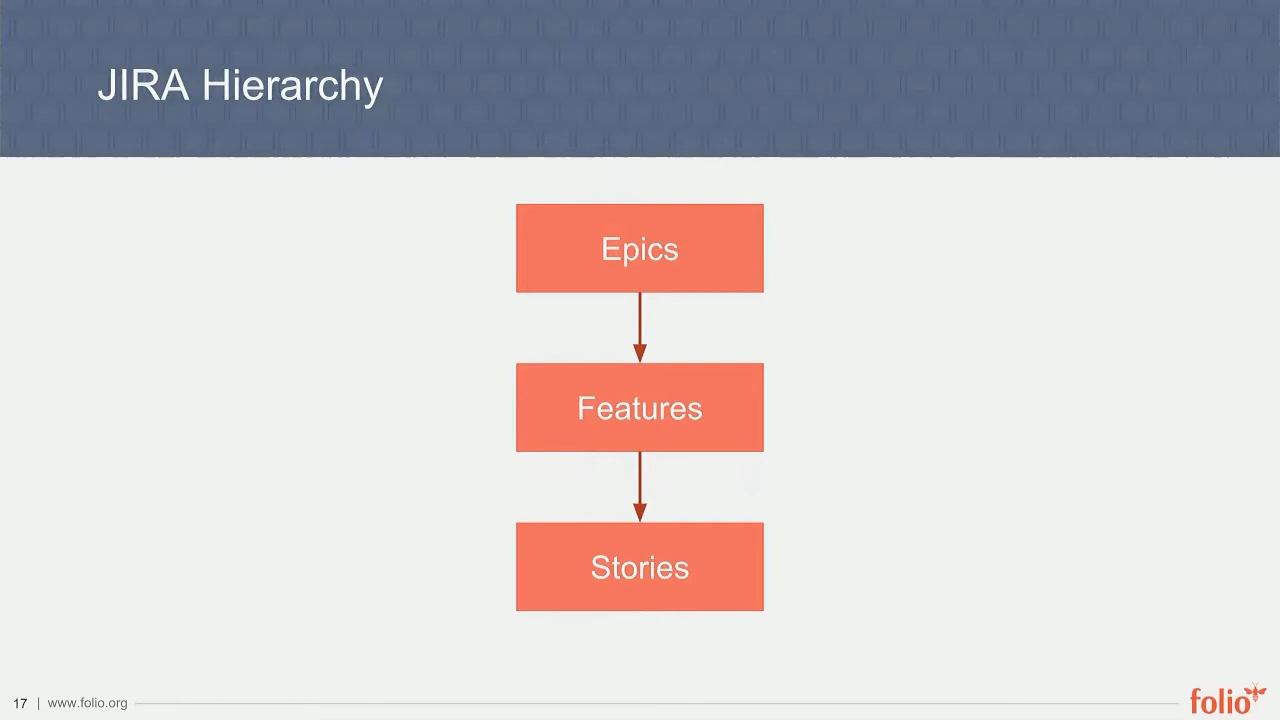 JIRA Hierarchy
Epics
Features
Stories
17 | www.folio.org
folio